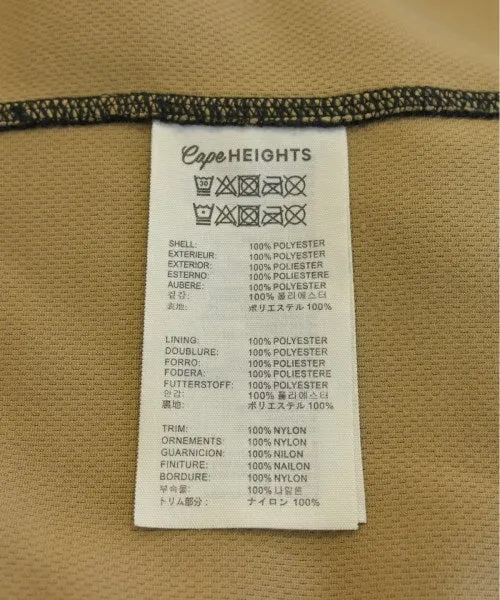 Cape HEIGHTS
30
SHELL: 100% POLYESTER
EXTERIEUR: 100% POLYESTER
EXTERIOR: 100% POLIESTER
ESTERNO: 100% POLIESTERE
AUBERE: 100% POLYESTER
겉감: 100% 폴리에스터
表地: ポリエステル 100%
LINING: 100% POLYESTER
DOUBLURE: 100% POLYESTER
FORRO: 100% POLIESTER
FODERA: 100% POLIESTERE
FUTTERSTOFF: 100% POLYESTER
안감: 100% 폴리에스터
裏地: ポリエステル 100%
TRIM: 100% NYLON
ORNEMENTS: 100% NYLON
GUARNICION: 100% NILON
FINITURE: 100% NAILON
BORDURE: 100% NYLON
부속물: 100% 나일론
トリム部分: ナイロン 100%